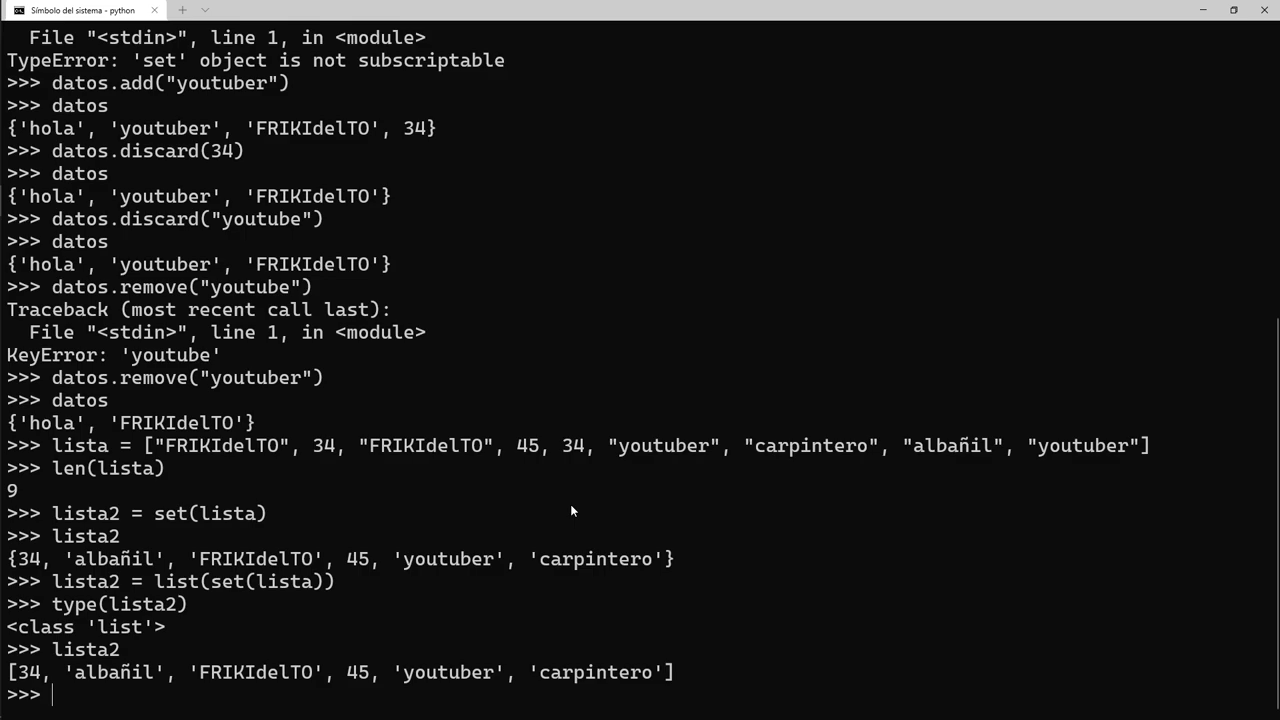 Símbolo del sistema - python
  File "<stdin>", line 1, in <module>
TypeError: 'set' object is not subscriptable
>>> datos.add("youtuber")
>>> datos
{'hola', 'youtuber', 'FRIKIdelTO', 34}
>>> datos.discard(34)
>>> datos
{'hola', 'youtuber', 'FRIKIdelTO'}
>>> datos.discard("youtube")
>>> datos
{'hola', 'youtuber', 'FRIKIdelTO'}
>>> datos.remove("youtube")
Traceback (most recent call last):
  File "<stdin>", line 1, in <module>
KeyError: 'youtube'
>>> datos.remove("youtuber")
>>> datos
{'hola', 'FRIKIdelTO'}
>>> lista = ["FRIKIdelTO", 34, "FRIKIdelTO", 45, 34, "youtuber", "carpintero", "albañil", "youtuber"]
>>> len(lista)
9
>>> lista2 = set(lista)
>>> lista2
{34, 'albañil', 'FRIKIdelTO', 45, 'youtuber', 'carpintero'}
>>> lista2 = list(set(lista))
>>> type(lista2)
<class 'list'>
>>> lista2
[34, 'albañil', 'FRIKIdelTO', 45, 'youtuber', 'carpintero']
>>>